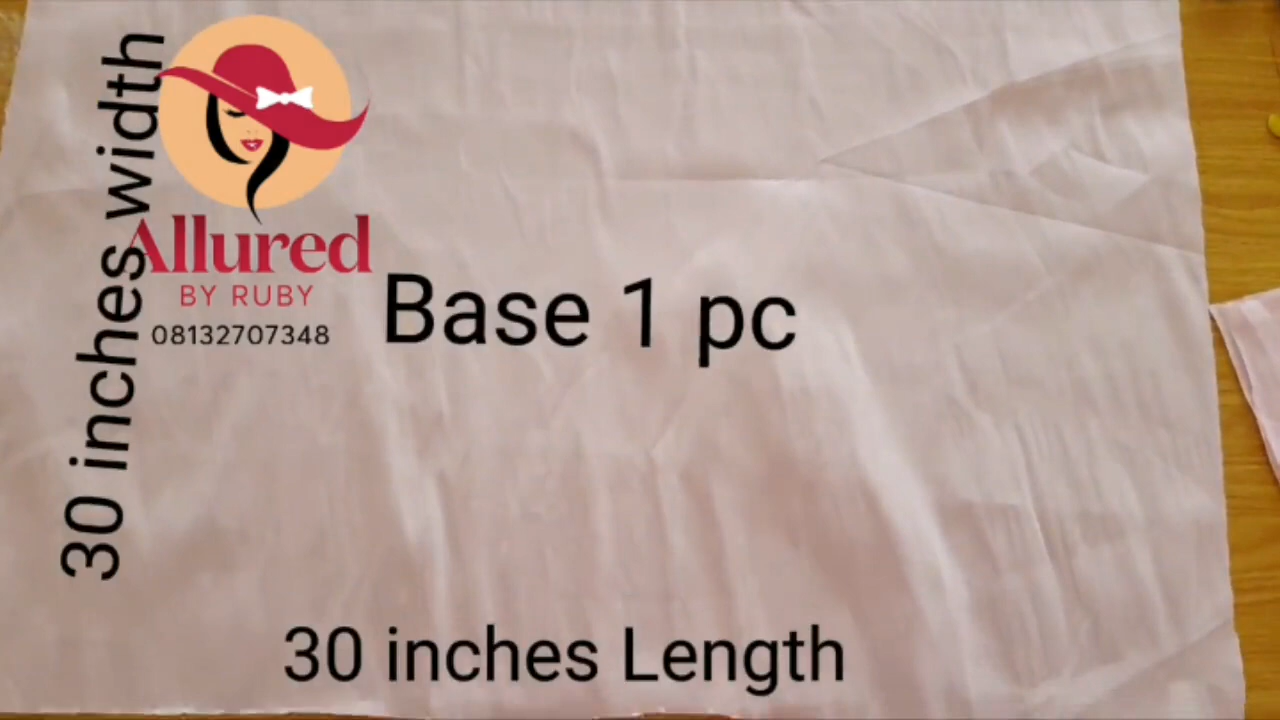 30 inches width
Allured
BY RUBY
08132707348
Base 1 pc
30 inches Length